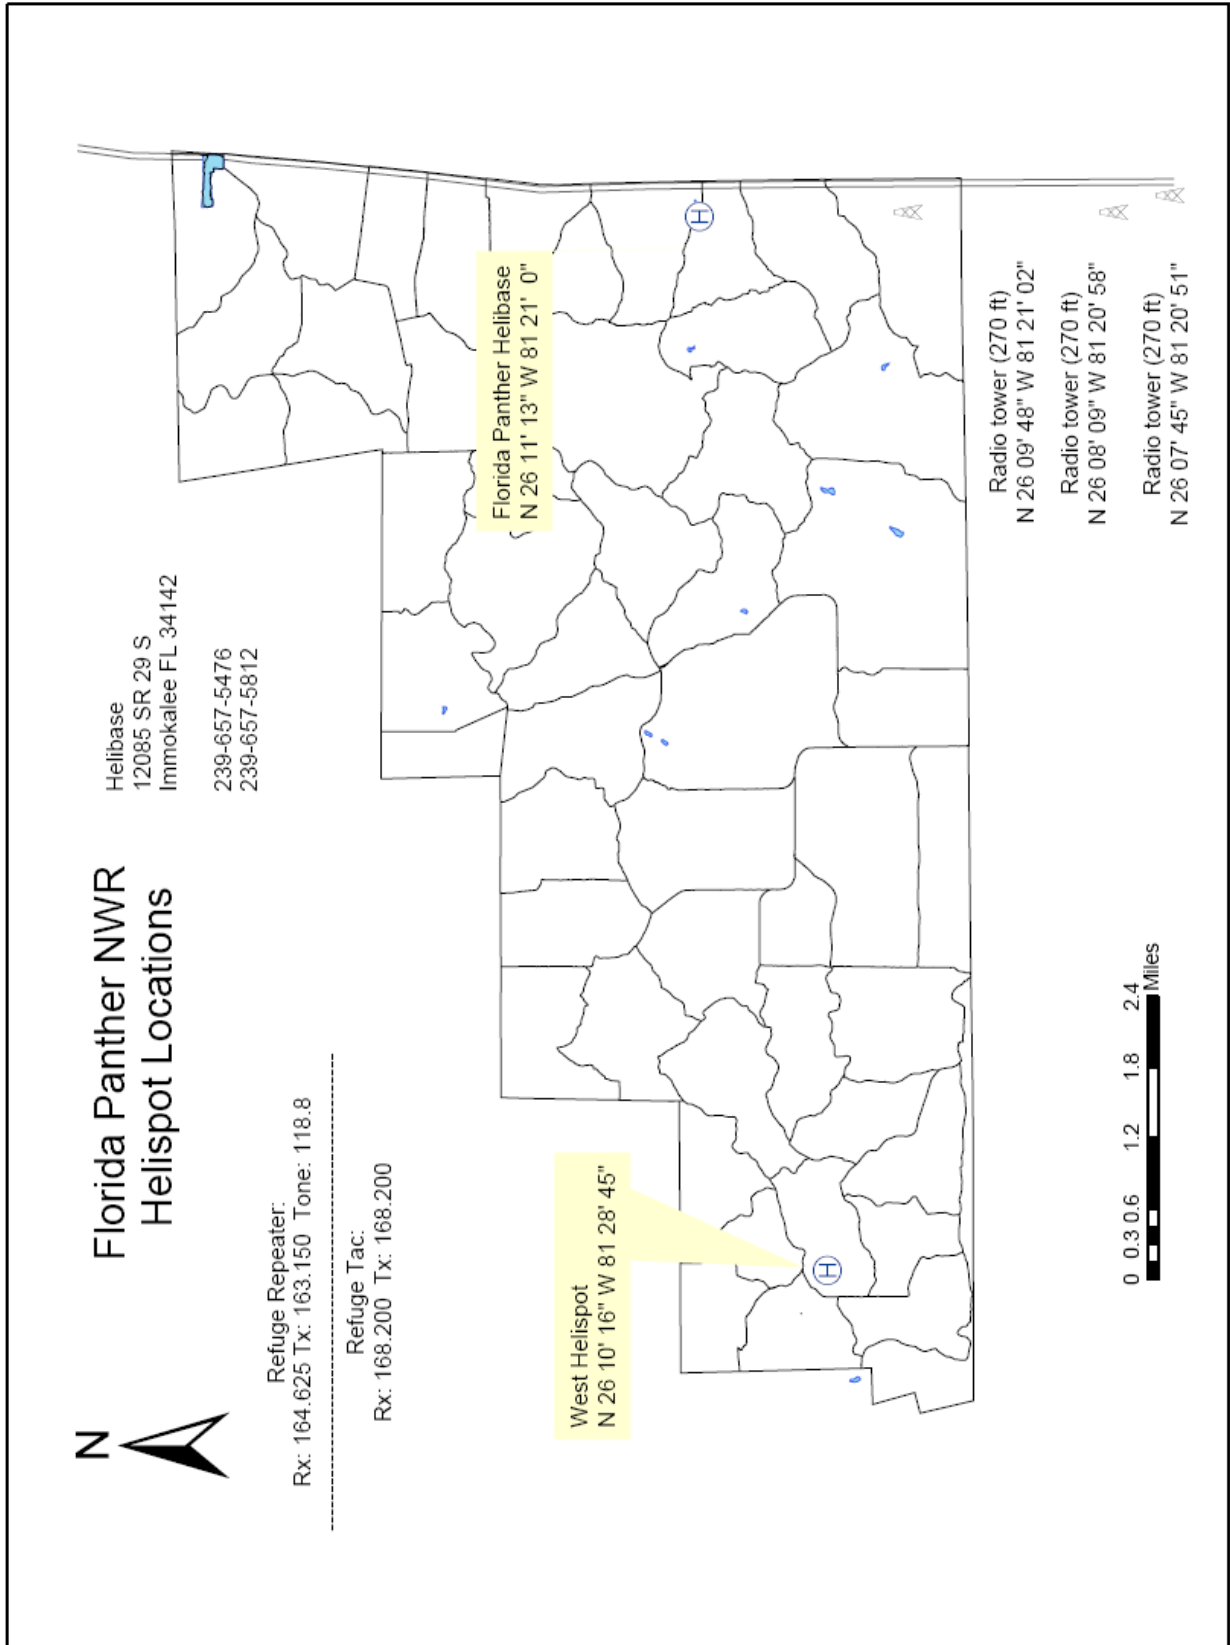 Florida Panther NWR
Helispot Locations
N
Helibase
12085 SR 29 S
Immokalee FL 34142
239-657-5476
239-657-5812
Refuge Repeater:
Rx: 164.625 Tx: 163.150 Tone: 118.8
Refuge Tac:
Rx: 168.200 Tx: 168.200
Florida Panther Helibase
N 26 11' 13" W 81 21' 0"
H
West Helispot
N 26 10' 16" W 81 28' 45"
H
Radio tower (270 ft)
N 26 09' 48" W 81 21' 02"
Radio tower (270 ft)
N 26 08' 09" W 81 20' 58"
Radio tower (270 ft)
N 26 07' 45" W 81 20' 51"
0 0.3 0.6 1.2 1.8 2.4
Miles